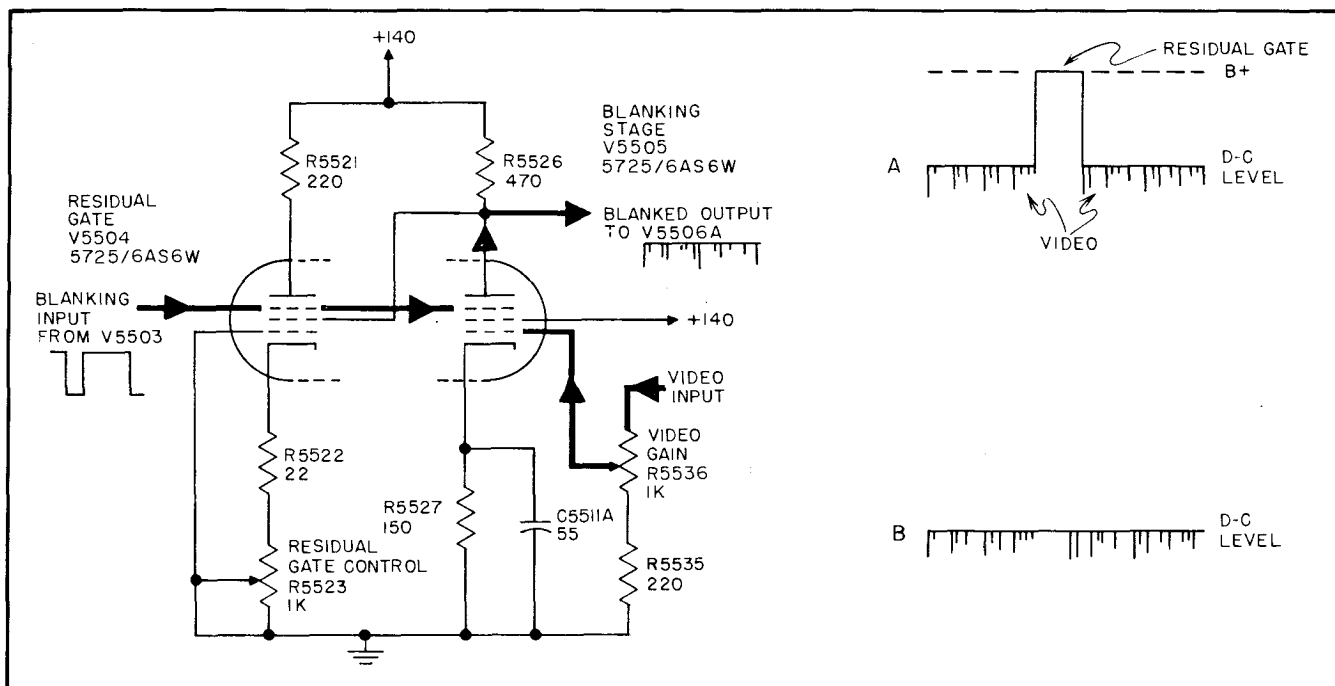 +140
R5521
220
R5526
470
BLANKING
STAGE
V5505
5725/6AS6W
RESIDUAL
GATE
V5504
5725/6AS6W
BLANKED OUTPUT
TO V5506A
BLANKING
INPUT
FROM V5503
+140
VIDEO
INPUT
VIDEO
GAIN
R5536
1K
R5522
22
R5527
150
C5511A
55
RESIDUAL
GATE CONTROL
R5523
1K
R5535
220
RESIDUAL GATE
B+
A
D-C
LEVEL
VIDEO
B
D-C
LEVEL